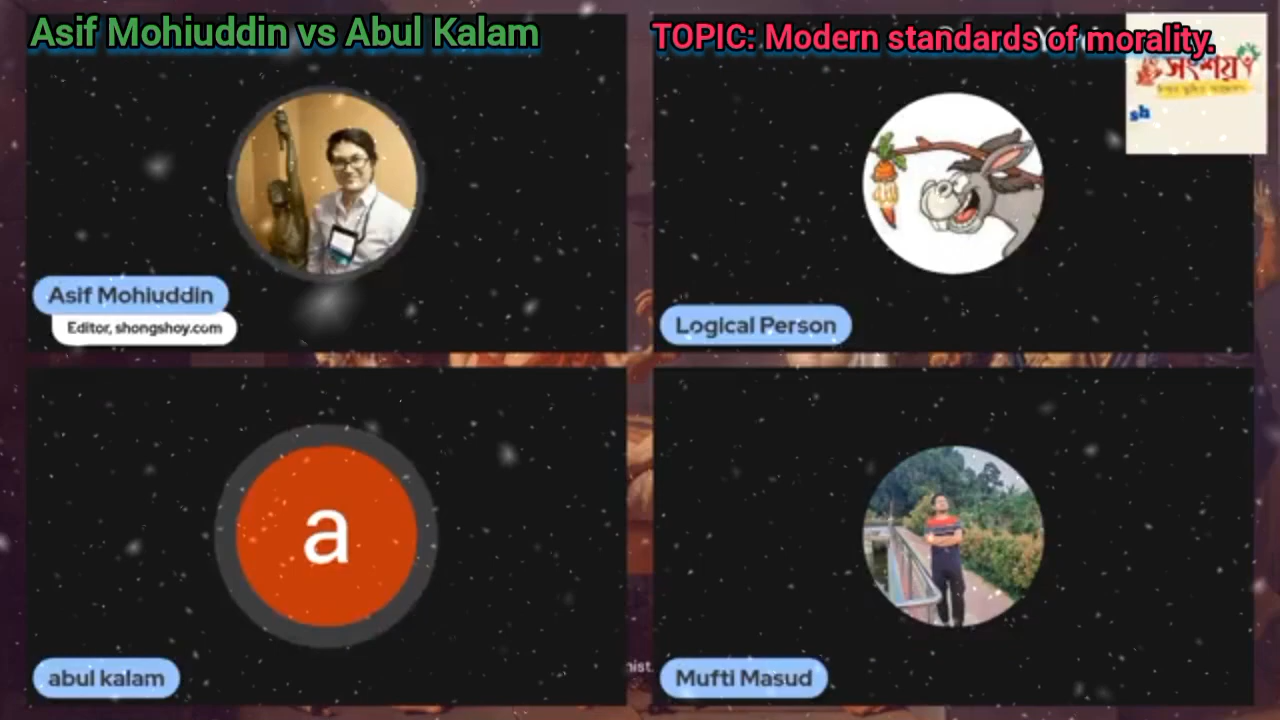 Asif Mohiuddin vs Abul Kalam
TOPIC: Modern standards of morality.
সংশয়
sh
Asif Mohiuddin
Editor, shongshoy.com
Logical Person
a
abul kalam
Mufti Masud